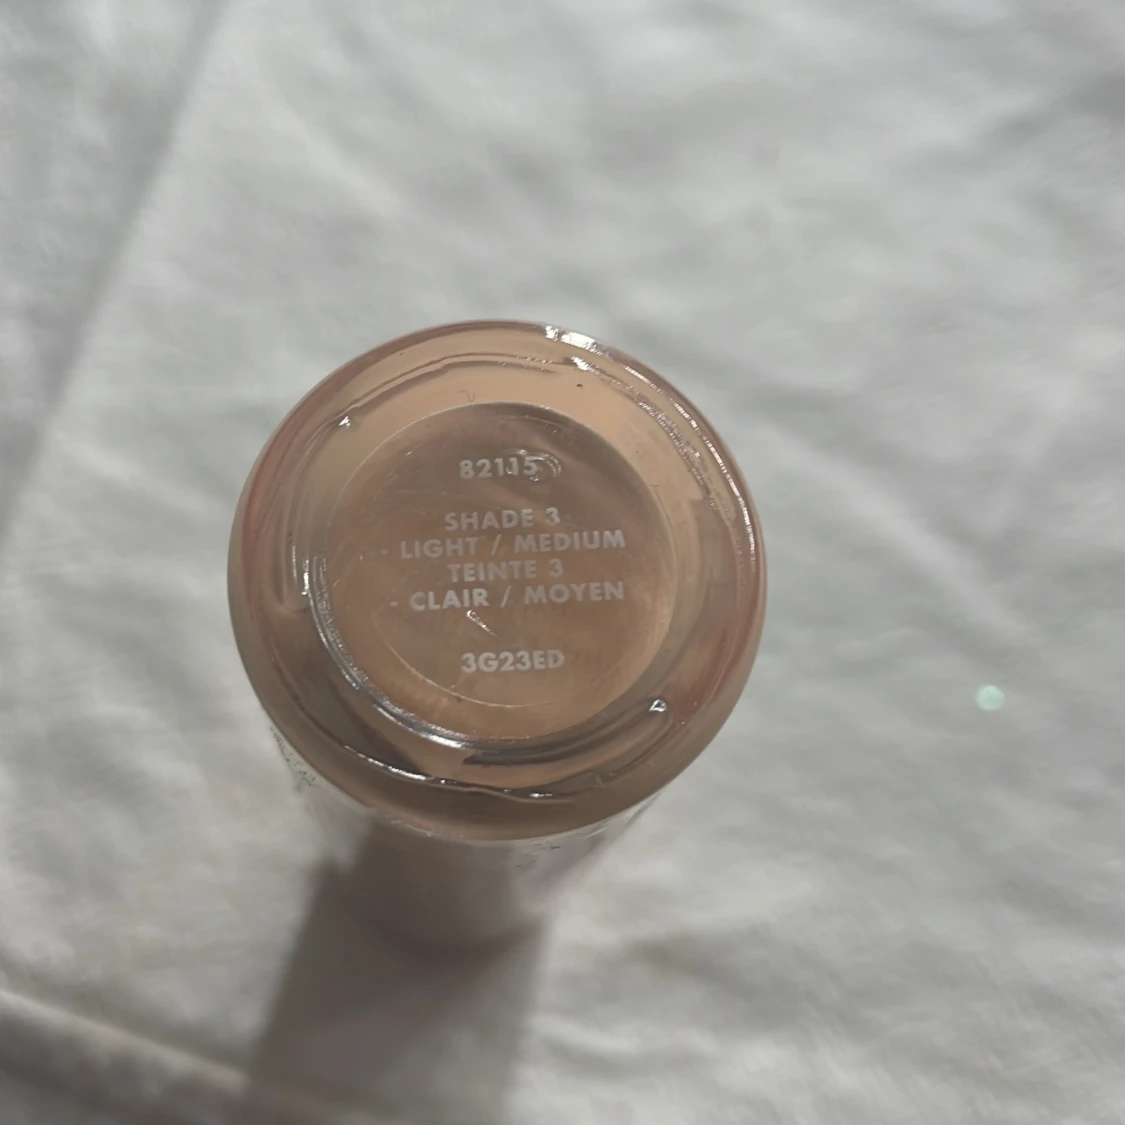 82115
SHADE 3
- LIGHT / MEDIUM
TEINTE 3
- CLAIR / MOYEN
3G23ED